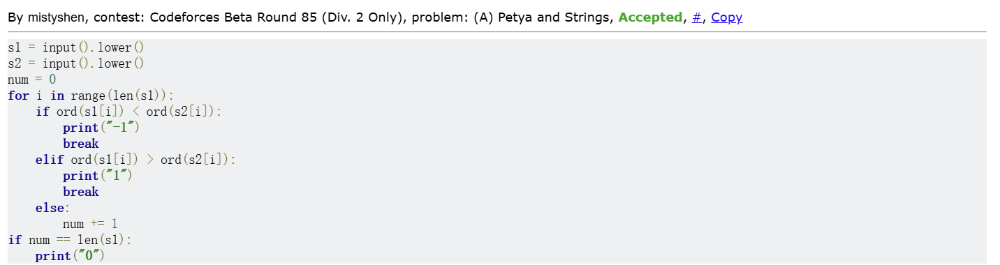 By mistyshen, contest: Codeforces Beta Round 85 (Div. 2 Only), problem: (A) Petya and Strings, Accepted, #, Copy
s1 = input().lower()
s2 = input().lower()
num = 0
for i in range(len(s1)):
    if ord(s1[i]) < ord(s2[i]):
        print("-1")
        break
    elif ord(s1[i]) > ord(s2[i]):
        print("1")
        break
    else:
        num += 1
if num == len(s1):
    print("0")